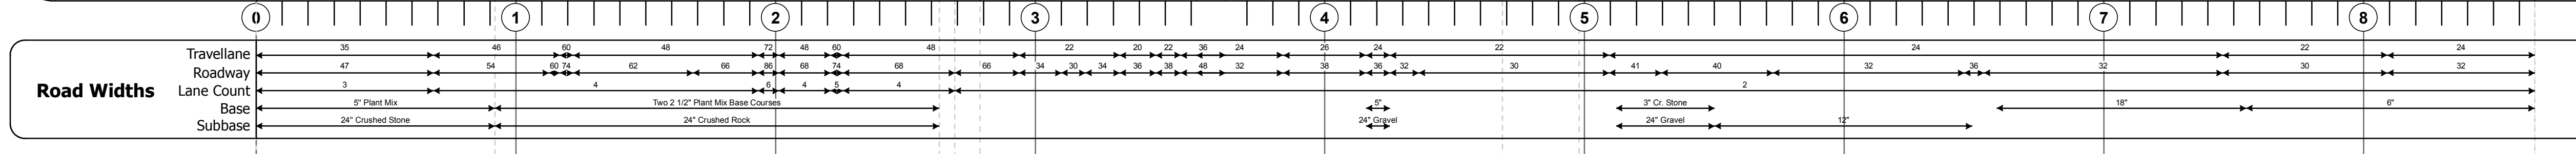 0 1 2 3 4 5 6 7 8
Road Widths
Travellane 35 46 60 48 72 48 60 48 22 20 22 36 24 26 24 22 24 22 24
Roadway 47 54 60 74 62 66 86 68 74 68 66 34 30 34 36 38 48 32 38 36 32 30 41 40 32 36 32 30 32
Lane Count 3 4 6 4 5 4 2
Base 5" Plant Mix Two 2 1/2" Plant Mix Base Courses 5" 3" Cr. Stone 18" 6"
Subbase 24" Crushed Stone 24" Crushed Rock 24" Gravel 24" Gravel 12"